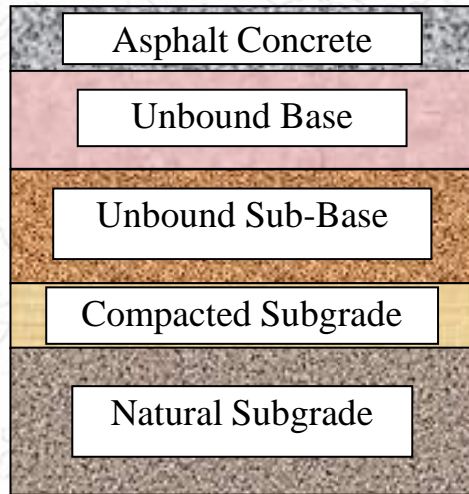 Asphalt Concrete
Unbound Base
Unbound Sub-Base
Compacted Subgrade
Natural Subgrade